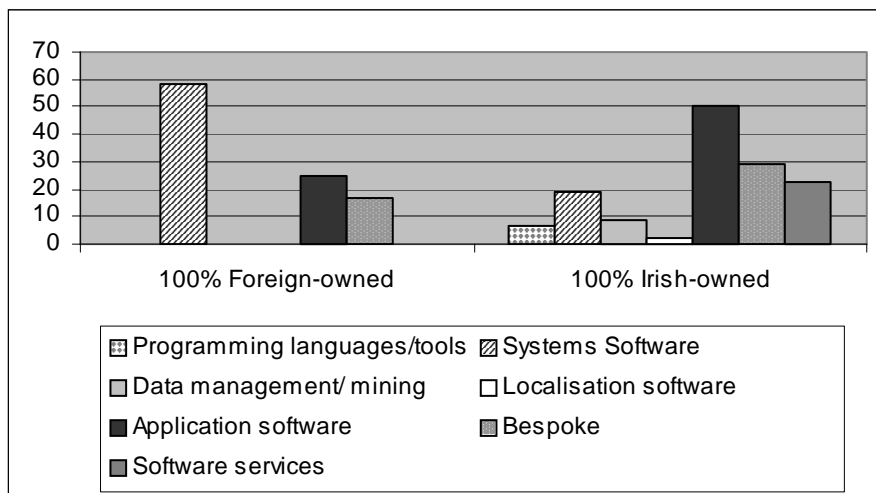 70
60
50
40
30
20
10
0
100% Foreign-owned 100% Irish-owned
Programming languages/tools Systems Software
Data management/ mining Localisation software
Application software Bespoke
Software services